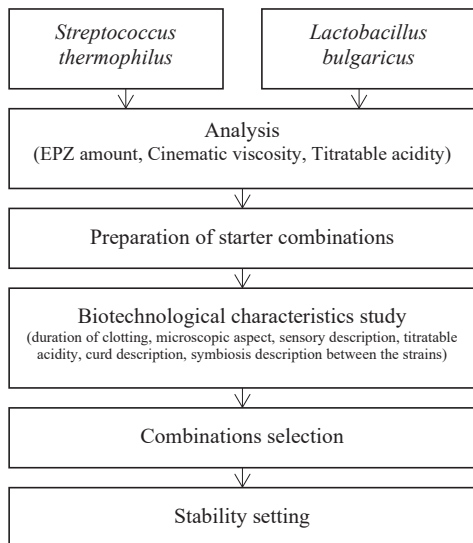 Streptococcus
thermophilus
Lactobacillus
bulgaricus
Analysis
(EPZ amount, Cinematic viscosity, Titratable acidity)
Preparation of starter combinations
Biotechnological characteristics study
(duration of clotting, microscopic aspect, sensory description, titratable
acidity, curd description, symbiosis description between the strains)
Combinations selection
Stability setting